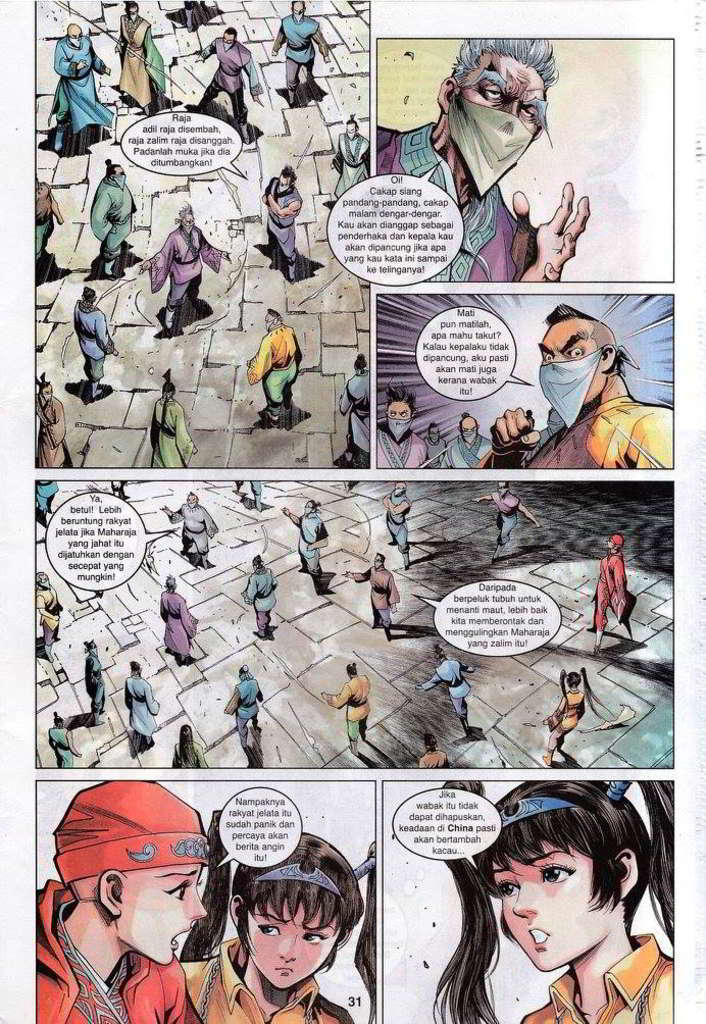 Raja
adil raja disembah,
raja zalim raja disanggah.
Padanlah muka jika dia
ditumbangkan!
Oi!
Cakap siang
pandang-pandang, cakap
malam dengar-dengar.
Kau akan dianggap sebagai
penderhaka dan kepala kau
akan dipancung jika apa
yang kau kata ini sampai
ke telinganya!
Mati
pun matilah,
apa mahu takut?
Kalau kepalaku tidak
dipancung, aku pasti
akan mati juga
kerana wabak
itu!
Ya,
betul! Lebih
beruntung rakyat
jelata jika Maharaja
yang jahat itu
dijatuhkan dengan
secepat yang
mungkin!
Daripada
berpeluk tubuh untuk
menanti maut, lebih baik
kita memberontak dan
menggulingkan Maharaja
yang zalim itu!
Nampaknya
rakyat jelata itu
sudah panik dan
percaya akan
berita angin
itu!
Jika
wabak itu tidak
dapat dihapuskan,
keadaan di China pasti
akan bertambah
kacau...
31